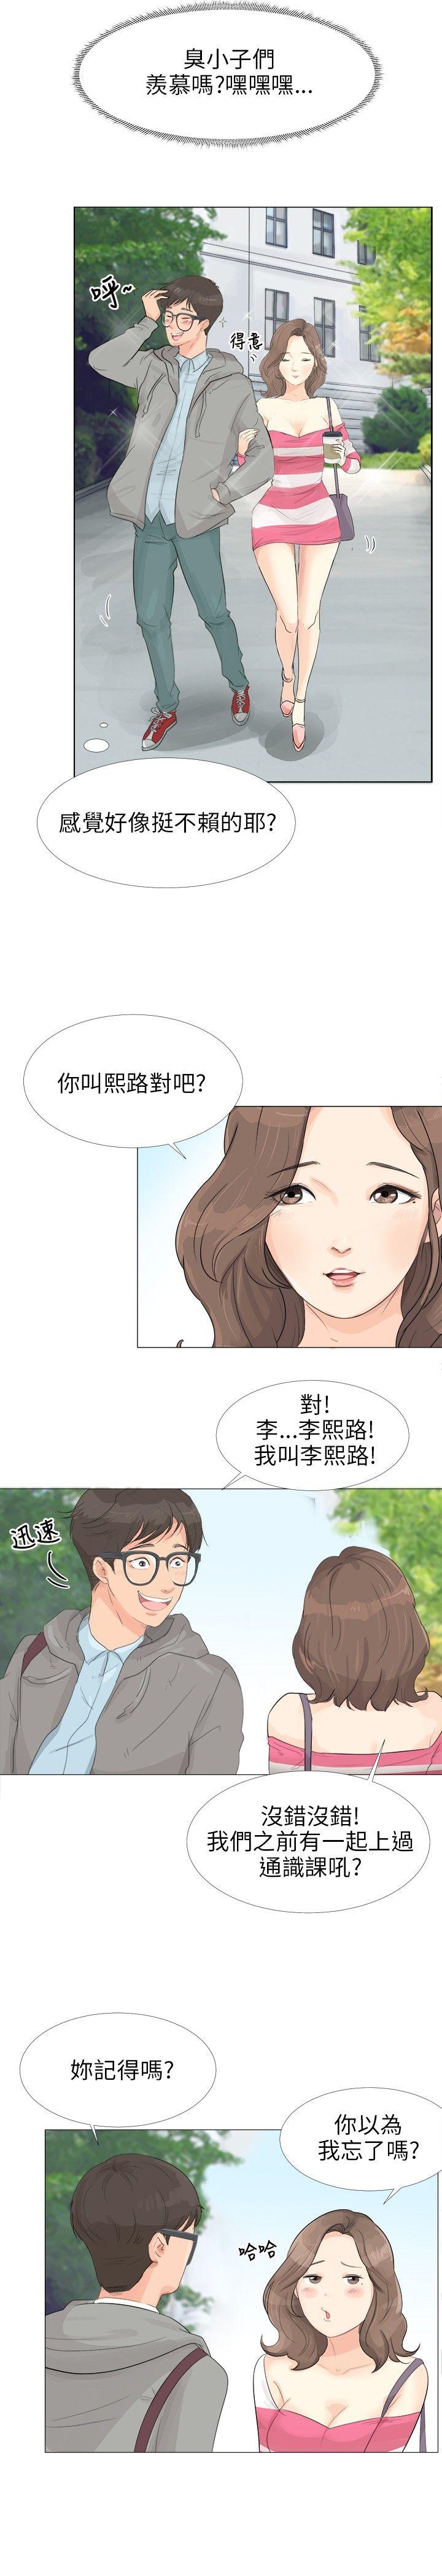 臭小子們
羨慕嗎?嘿嘿嘿...
呼~
得意
感覺好像挺不賴的耶?
你叫熙路對吧?
對!
李...李熙路!
我叫李熙路!
迅速
沒錯沒錯!
我們之前有一起上過
通識課吼?
妳記得嗎?
你以為
我忘了嗎?
哈哈